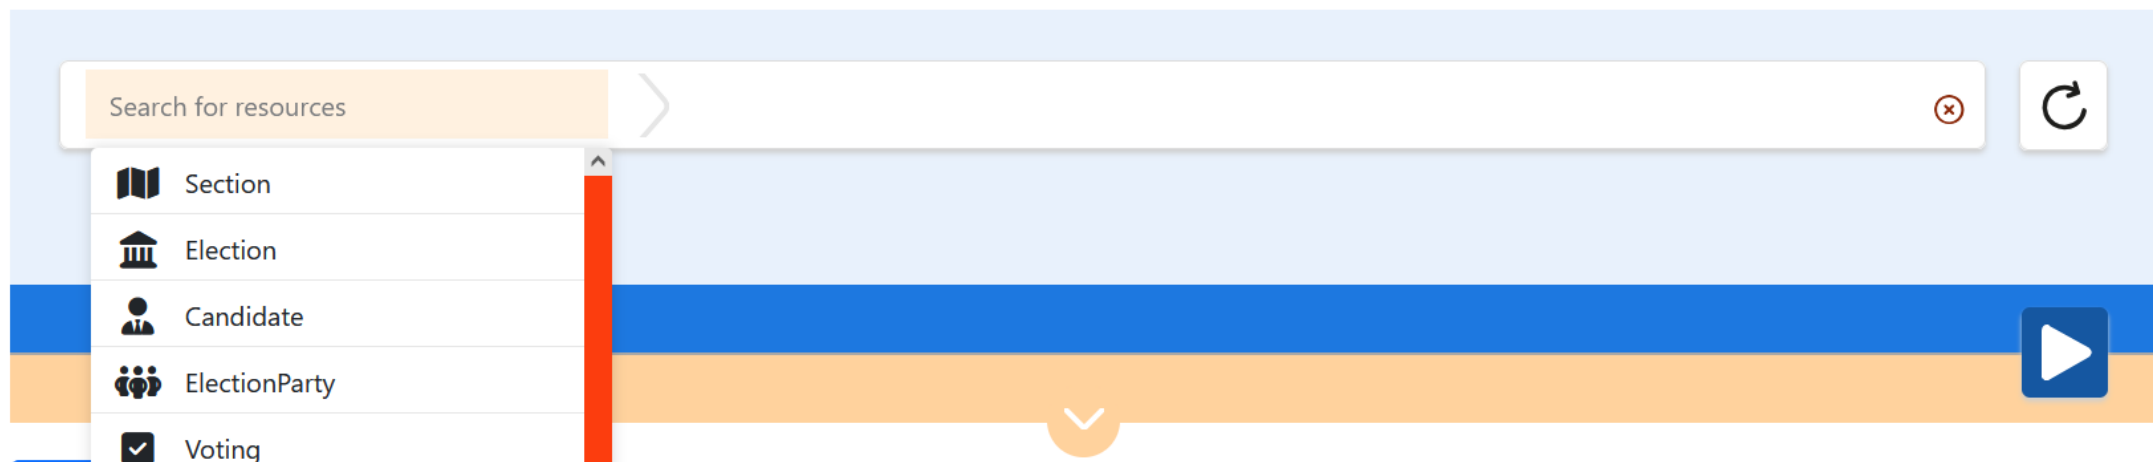 Search for resources
Section
Election
Candidate
ElectionParty
Voting